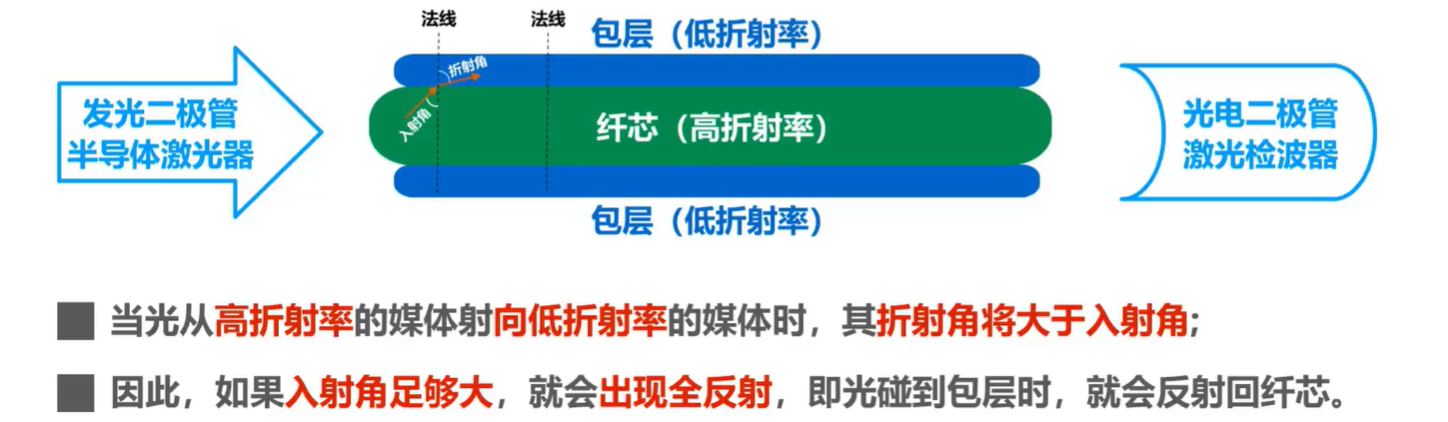 法线
法线
包层（低折射率）
折射角
入射角
发光二极管
半导体激光器
纤芯（高折射率）
光电二极管
激光检波器
包层（低折射率）
当光从高折射率的媒体射向低折射率的媒体时，其折射角将大于入射角；
因此，如果入射角足够大，就会出现全反射，即光碰到包层时，就会反射回纤芯。